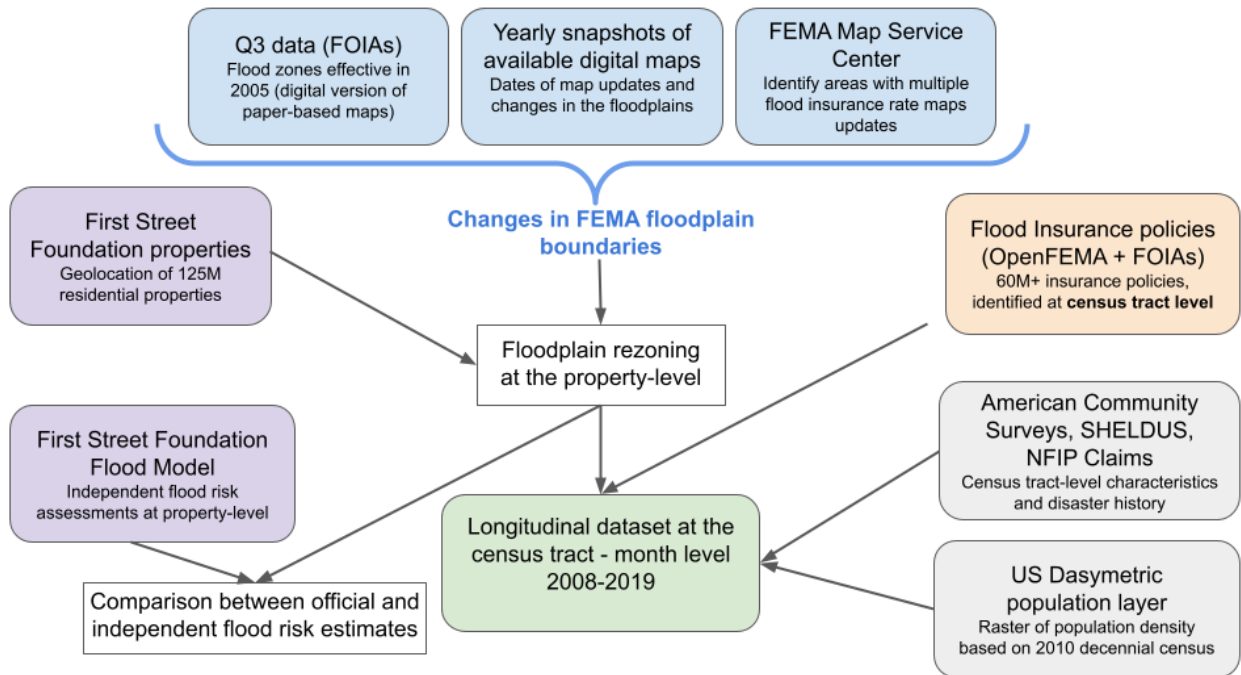 Q3 data (FOIAs)
Flood zones effective in
2005 (digital version of
paper-based maps)
Yearly snapshots of
available digital maps
Dates of map updates and
changes in the floodplains
FEMA Map Service
Center
Identify areas with multiple
flood insurance rate maps
updates
Changes in FEMA floodplain
boundaries
First Street
Foundation properties
Geolocation of 125M
residential properties
Flood Insurance policies
(OpenFEMA + FOIAs)
60M+ insurance policies,
identified at census tract level
Floodplain rezoning
at the property-level
First Street Foundation
Flood Model
Independent flood risk
assessments at property-level
American Community
Surveys, SHELDUS,
NFIP Claims
Census tract-level characteristics
and disaster history
Longitudinal dataset at the
census tract - month level
2008-2019
Comparison between official and
independent flood risk estimates
US Dasymetric
population layer
Raster of population density
based on 2010 decennial census